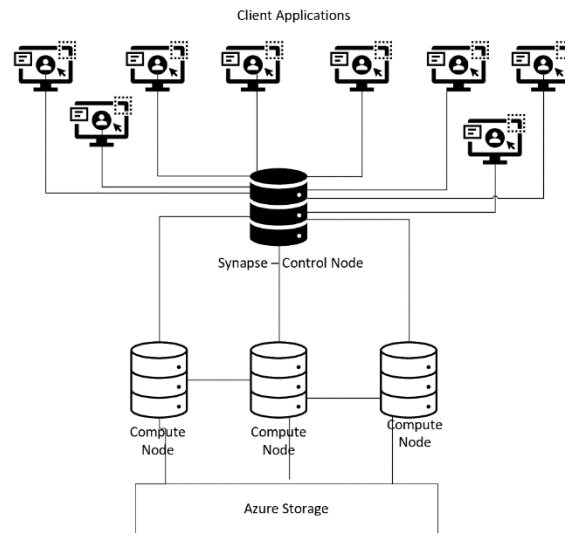 Client Applications
Synapse – Control Node
Compute
Node
Compute
Node
Compute
Node
Azure Storage